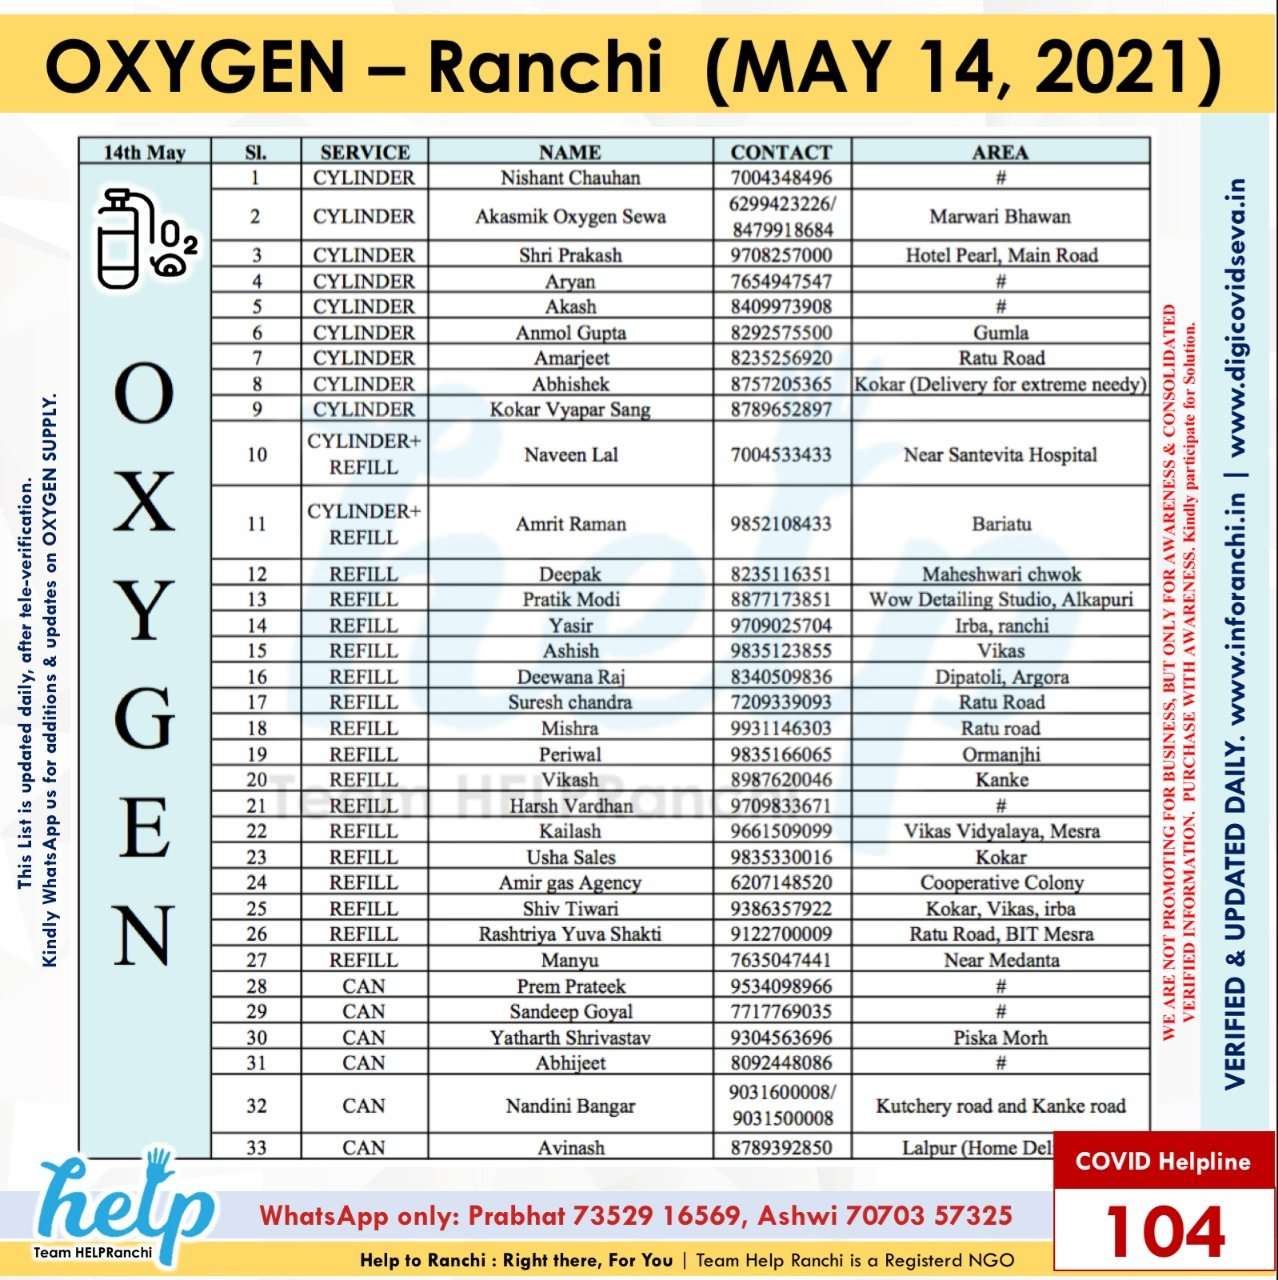 OXYGEN – Ranchi (MAY 14, 2021)
14th May Sl. SERVICE NAME CONTACT AREA
1 CYLINDER Nishant Chauhan 7004348496 #
2 CYLINDER Akasmik Oxygen Sewa 6299423226/ 8479918684 Marwari Bhawan
3 CYLINDER Shri Prakash 9708257000 Hotel Pearl, Main Road
4 CYLINDER Aryan 7654947547 #
5 CYLINDER Akash 8409973908 #
6 CYLINDER Anmol Gupta 8292575500 Gumla
7 CYLINDER Amarjeet 8235256920 Ratu Road
8 CYLINDER Abhishek 8757205365 Kokar (Delivery for extreme needy)
9 CYLINDER Kokar Vyapar Sang 8789652897
10 CYLINDER+ REFILL Naveen Lal 7004533433 Near Santevita Hospital
11 CYLINDER+ REFILL Amrit Raman 9852108433 Bariatu
12 REFILL Deepak 8235116351 Maheshwari chwok
13 REFILL Pratik Modi 8877173851 Wow Detailing Studio, Alkapuri
14 REFILL Yasir 9709025704 Irba, ranchi
15 REFILL Ashish 9835123855 Vikas
16 REFILL Deewana Raj 8340509836 Dipatoli, Argora
17 REFILL Suresh chandra 7209339093 Ratu Road
18 REFILL Mishra 9931146303 Ratu road
19 REFILL Periwal 9835166065 Ormanjhi
20 REFILL Vikash 8987620046 Kanke
21 REFILL Harsh Vardhan 9709833671 #
22 REFILL Kailash 9661509099 Vikas Vidyalaya, Mesra
23 REFILL Usha Sales 9835330016 Kokar
24 REFILL Amir gas Agency 6207148520 Cooperative Colony
25 REFILL Shiv Tiwari 9386357922 Kokar, Vikas, irba
26 REFILL Rashtriya Yuva Shakti 9122700009 Ratu Road, BIT Mesra
27 REFILL Manyu 7635047441 Near Medanta
28 CAN Prem Prateek 9534098966 #
29 CAN Sandeep Goyal 7717769035 #
30 CAN Yatharth Shrivastav 9304563696 Piska Morh
31 CAN Abhijeet 8092448086 #
32 CAN Nandini Bangar 9031600008/ 9031500008 Kutchery road and Kanke road
33 CAN Avinash 8789392850 Lalpur (Home Del
O2
OXYGEN
This List is updated daily, after tele-verification.
Kindly WhatsApp us for additions & updates on OXYGEN SUPPLY.
WE ARE NOT PROMOTING FOR BUSINESS, BUT ONLY FOR AWARENESS & CONSOLIDATED
VERIFIED INFORMATION. PURCHASE WITH AWARENESS. Kindly participate for Solution.
VERIFIED & UPDATED DAILY. www.inforanchi.in | www.digicovidseva.in
help
Team HELPRanchi
help
Team HELPRanchi
WhatsApp only: Prabhat 73529 16569, Ashwi 70703 57325
Help to Ranchi : Right there, For You | Team Help Ranchi is a Registerd NGO
COVID Helpline
104